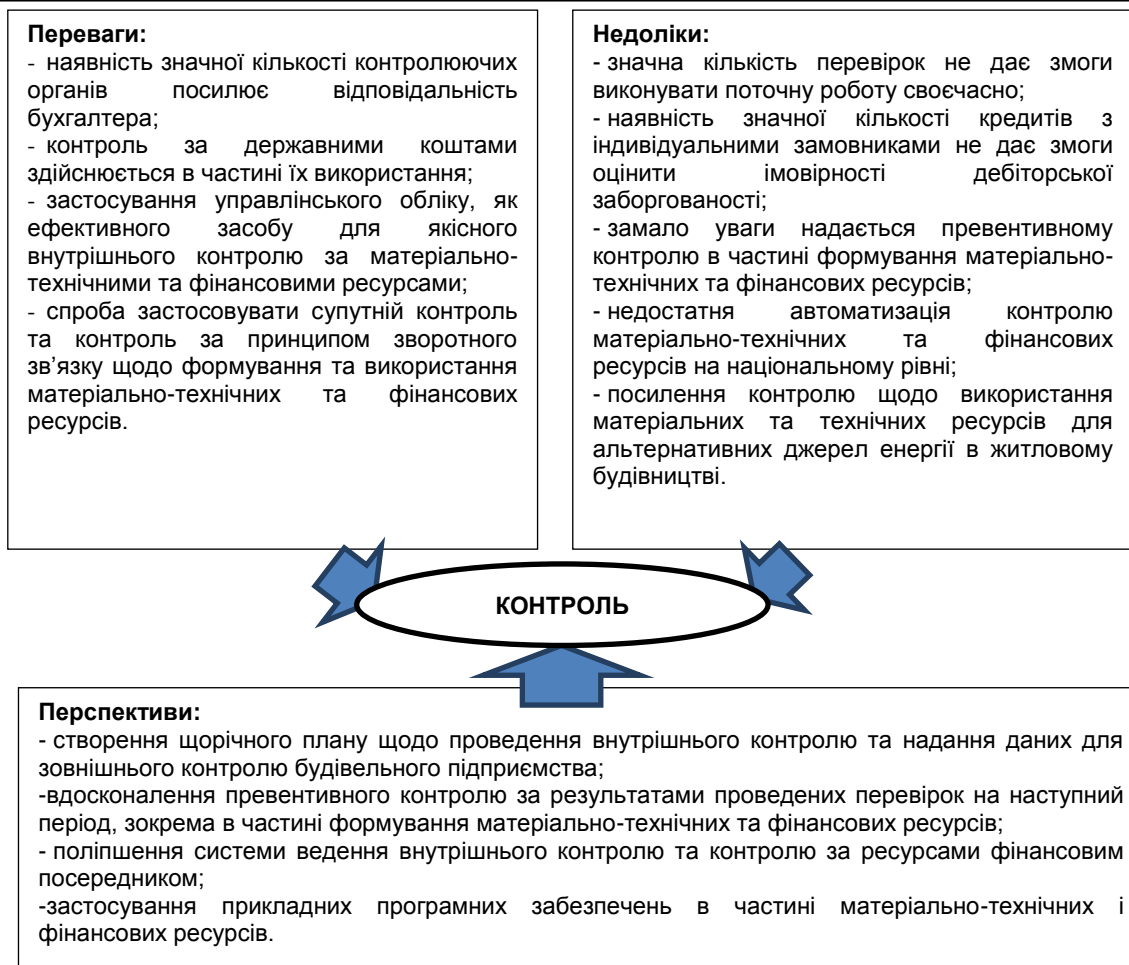 Переваги:
- наявність значної кількості контролюючих
органів посилює відповідальність
бухгалтера;
- контроль за державними коштами
здійснюється в частині їх використання;
- застосування управлінського обліку, як
ефективного засобу для якісного
внутрішнього контролю за матеріально-
технічними та фінансовими ресурсами;
- спроба застосовувати супутній контроль
та контроль за принципом зворотного
зв’язку щодо формування та використання
матеріально-технічних та фінансових
ресурсів.
Недоліки:
- значна кількість перевірок не дає змоги
виконувати поточну роботу своєчасно;
- наявність значної кількості кредитів з
індивідуальними замовниками не дає змоги
оцінити імовірності дебіторської
заборгованості;
- замало уваги надається превентивному
контролю в частині формування матеріально-
технічних та фінансових ресурсів;
- недостатня автоматизація контролю
матеріально-технічних та фінансових
ресурсів на національному рівні;
- посилення контролю щодо використання
матеріальних та технічних ресурсів для
альтернативних джерел енергії в житловому
будівництві.
КОНТРОЛЬ
Перспективи:
- створення щорічного плану щодо проведення внутрішнього контролю та надання даних для
зовнішнього контролю будівельного підприємства;
-вдосконалення превентивного контролю за результатами проведених перевірок на наступний
період, зокрема в частині формування матеріально-технічних та фінансових ресурсів;
- поліпшення системи ведення внутрішнього контролю та контролю за ресурсами фінансовим
посередником;
-застосування прикладних програмних забезпечень в частині матеріально-технічних і
фінансових ресурсів.